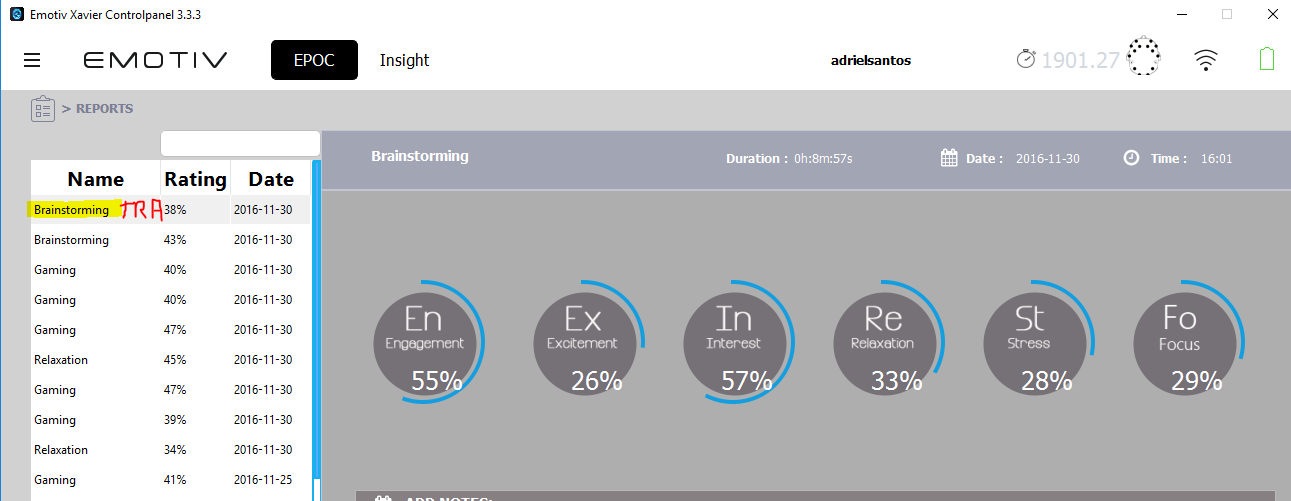 Emotiv Xavier Controlpanel 3.3.3
EMOTIV EPOC Insight adrielsantos 1901.27
> REPORTS
Brainstorming Duration : 0h:8m:57s Date : 2016-11-30 Time : 16:01
Name Rating Date
Brainstorming TRA 38% 2016-11-30
Brainstorming 43% 2016-11-30
Gaming 40% 2016-11-30
Gaming 40% 2016-11-30
Gaming 47% 2016-11-30
Relaxation 45% 2016-11-30
Gaming 47% 2016-11-30
Gaming 39% 2016-11-30
Relaxation 34% 2016-11-30
Gaming 41% 2016-11-25
En Ex In Re St Fo
Engagement Excitement Interest Relaxation Stress Focus
55% 26% 57% 33% 28% 29%
ADD NOTES: